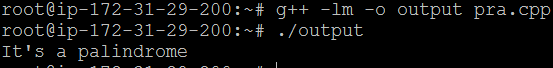 root@ip-172-31-29-200:~# g++ -lm -o output pra.cpp
root@ip-172-31-29-200:~# ./output
It's a palindrome